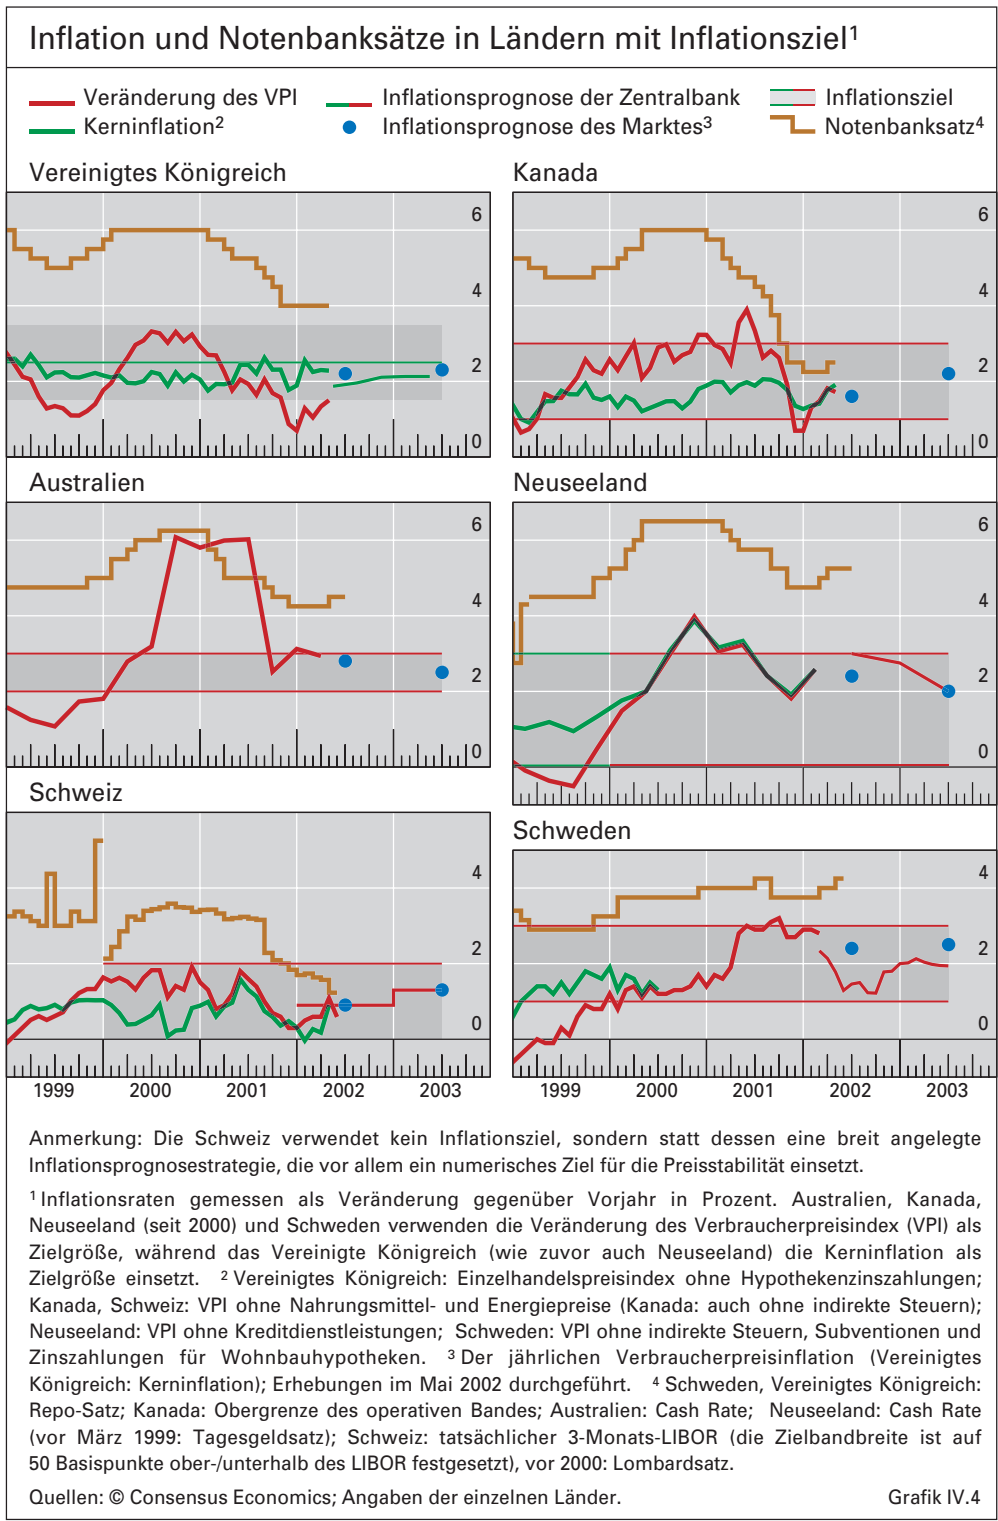 Inflation und Notenbanksätze in Ländern mit Inflationsziel¹
Veränderung des VPI
Inflationsprognose der Zentralbank
Inflationsziel
Kerninflation²
Inflationsprognose des Marktes³
Notenbanksatz⁴
Vereinigtes Königreich
Kanada
6
4
2
0
6
4
2
0
Australien
Neuseeland
6
4
2
0
6
4
2
0
Schweiz
Schweden
4
2
0
4
2
0
1999 2000 2001 2002 2003
1999 2000 2001 2002 2003
Anmerkung: Die Schweiz verwendet kein Inflationsziel, sondern statt dessen eine breit angelegte
Inflationsprognosestrategie, die vor allem ein numerisches Ziel für die Preisstabilität einsetzt.
¹ Inflationsraten gemessen als Veränderung gegenüber Vorjahr in Prozent. Australien, Kanada,
Neuseeland (seit 2000) und Schweden verwenden die Veränderung des Verbraucherpreisindex (VPI) als
Zielgröße, während das Vereinigte Königreich (wie zuvor auch Neuseeland) die Kerninflation als
Zielgröße einsetzt. ² Vereinigtes Königreich: Einzelhandelspreisindex ohne Hypothekenzinszahlungen;
Kanada, Schweiz: VPI ohne Nahrungsmittel- und Energiepreise (Kanada: auch ohne indirekte Steuern);
Neuseeland: VPI ohne Kreditdienstleistungen; Schweden: VPI ohne indirekte Steuern, Subventionen und
Zinszahlungen für Wohnbauhypotheken. ³ Der jährlichen Verbraucherpreisinflation (Vereinigtes
Königreich: Kerninflation); Erhebungen im Mai 2002 durchgeführt. ⁴ Schweden, Vereinigtes Königreich:
Repo-Satz; Kanada: Obergrenze des operativen Bandes; Australien: Cash Rate; Neuseeland: Cash Rate
(vor März 1999: Tagesgeldsatz); Schweiz: tatsächlicher 3-Monats-LIBOR (die Zielbandbreite ist auf
50 Basispunkte ober-/unterhalb des LIBOR festgesetzt), vor 2000: Lombardsatz.
Quellen: © Consensus Economics; Angaben der einzelnen Länder.
Grafik IV.4